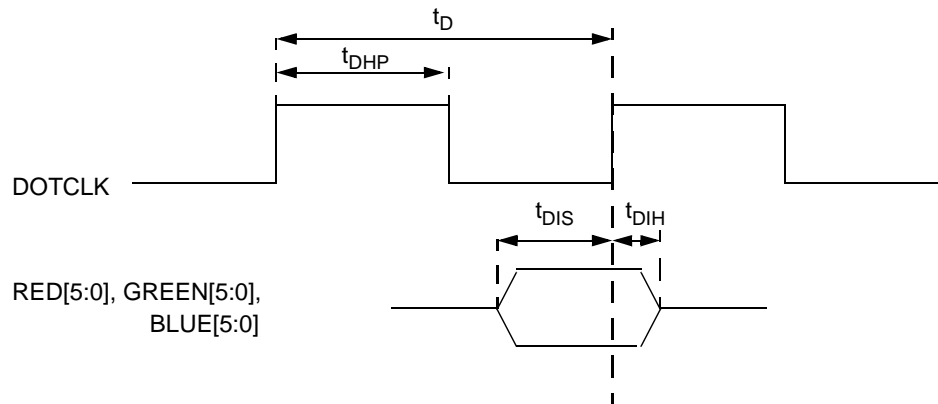 tD
tDHP
DOTCLK
tDIS tDIH
RED[5:0], GREEN[5:0],
BLUE[5:0]